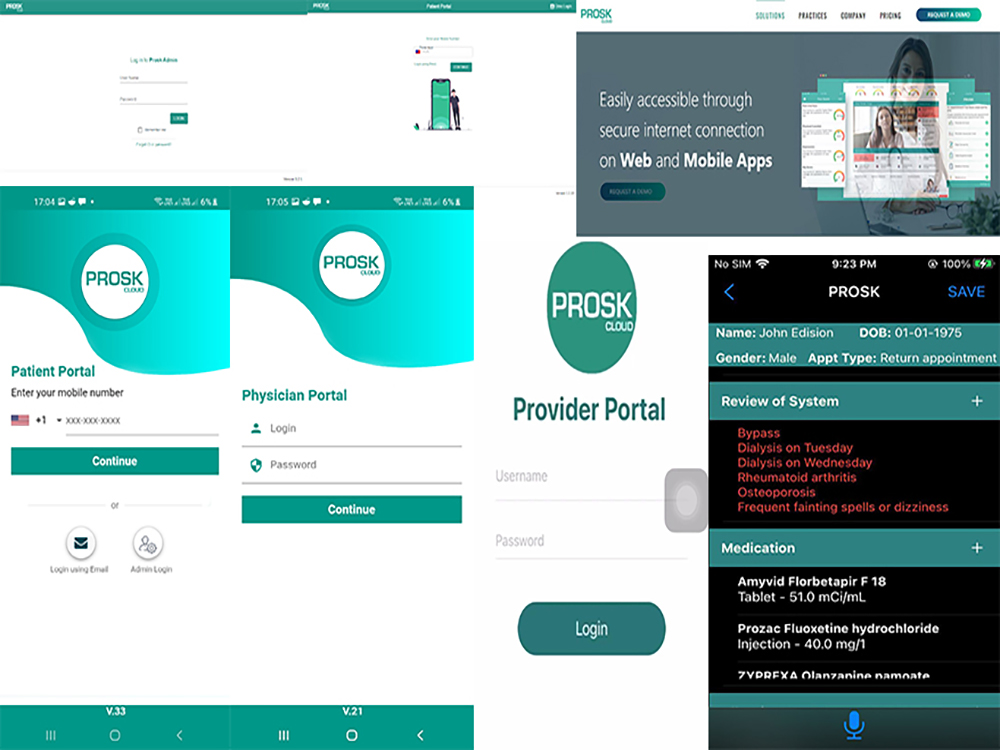 PROSK
CLOUD
Log in to Prosk Admin
User Name
Password
LOGIN
Remember me
Forgot your password?
PROSK
Patient Portal
Clinic Login
CONTINUE
PROSK
CLOUD
SOLUTIONS
PRACTICES
COMPANY
PRICING
REQUEST A DEMO
Easily accessible through
secure internet connection
on Web and Mobile Apps
REQUEST A DEMO
17:04
6%
PROSK
CLOUD
Patient Portal
Enter your mobile number
+1
xxx-xxx-xxxx
Continue
or
Login using Email
Admin Login
V.33
17:05
6%
PROSK
CLOUD
Physician Portal
Login
Password
Continue
V.21
PROSK
CLOUD
Provider Portal
Username
Password
Login
No SIM
9:23 PM
100%
PROSK
SAVE
Name: John Edision DOB: 01-01-1975
Gender: Male Appt Type: Return appointment
Review of System +
Bypass
Dialysis on Tuesday
Dialysis on Wednesday
Rheumatoid arthritis
Osteoporosis
Frequent fainting spells or dizziness
Medication +
Amyvid Florbetapir F 18
Tablet - 51.0 mCi/mL
Prozac Fluoxetine hydrochloride
Injection - 40.0 mg/1
ZYPREXA Olanzapine pamoate